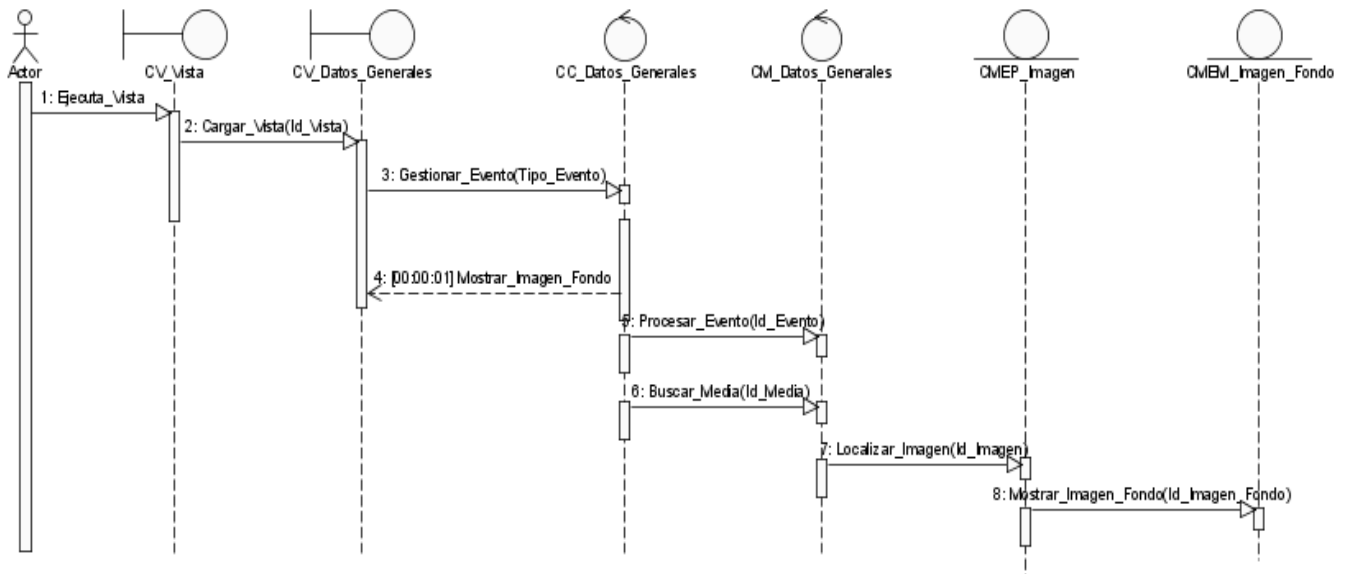 Actor
CV_Vista
CV_Datos_Generales
CC_Datos_Generales
CM_Datos_Generales
CMEP_Imagen
CMEM_Imagen_Fondo
1: Ejecuta_Vista
2: Cargar_Vista(Id_Vista)
3: Gestionar_Evento(Tipo_Evento)
4: [00:00:01] Mostrar_Imagen_Fondo
5: Procesar_Evento(Id_Evento)
6: Buscar_Media(Id_Media)
7: Localizar_Imagen(Id_Imagen)
8: Mostrar_Imagen_Fondo(Id_Imagen_Fondo)